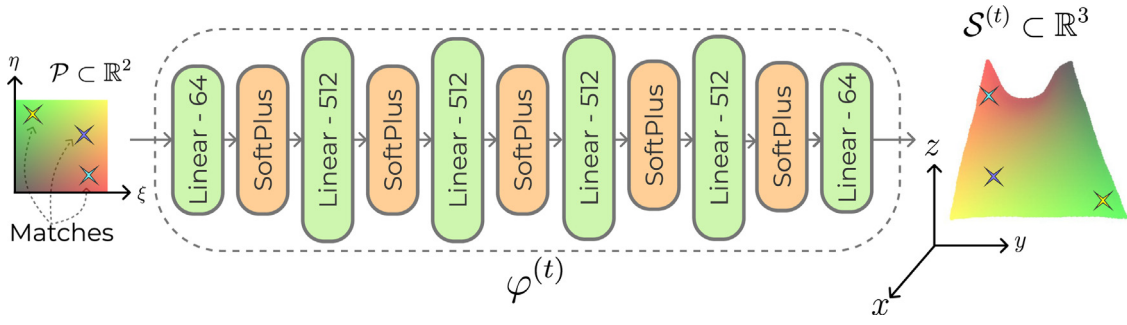 η
𝒫 ⊂ ℝ²
ξ
Matches
Linear - 64
SoftPlus
Linear - 512
SoftPlus
Linear - 512
SoftPlus
Linear - 512
SoftPlus
Linear - 512
SoftPlus
Linear - 64
φ⁽ᵗ⁾
𝒮⁽ᵗ⁾ ⊂ ℝ³
z
y
x